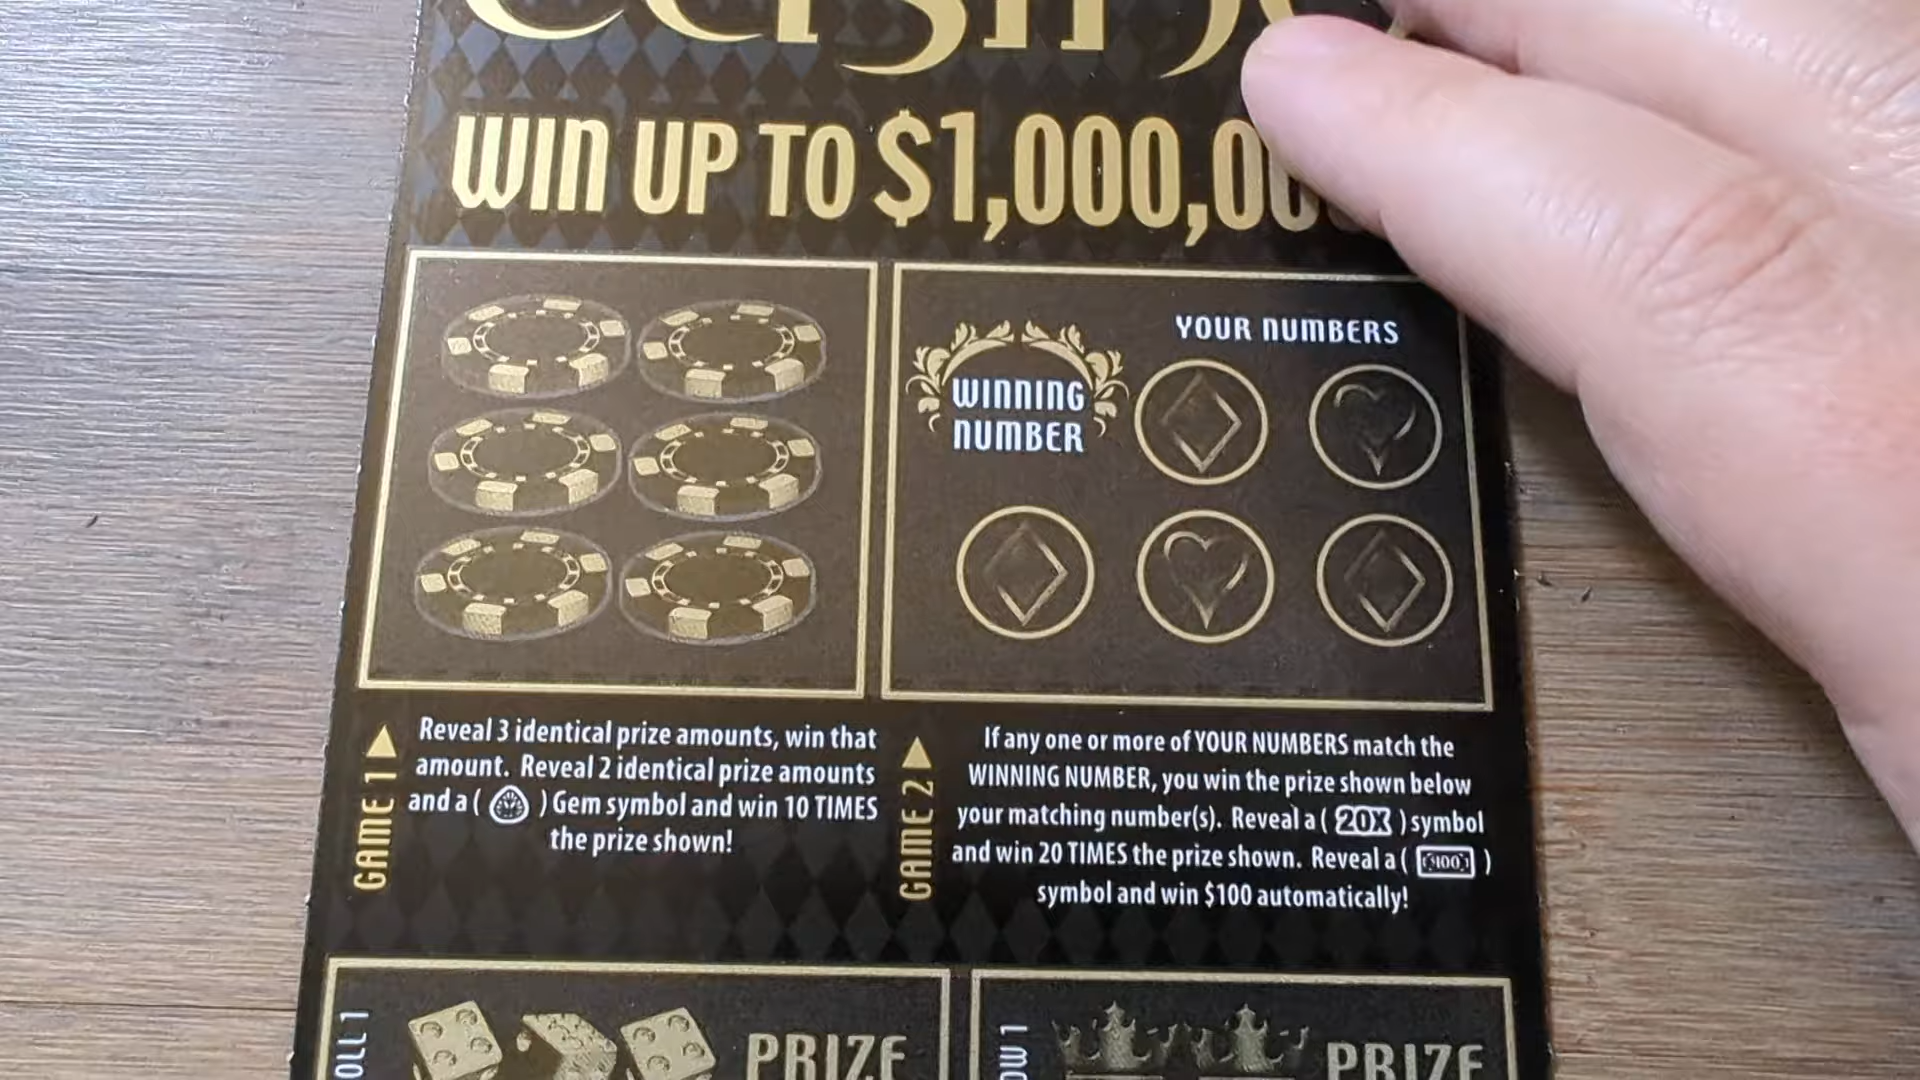 WIN UP TO $1,000,00
YOUR NUMBERS
WINNING
NUMBER
GAME 1
Reveal 3 identical prize amounts, win that
amount. Reveal 2 identical prize amounts
and a ( ) Gem symbol and win 10 TIMES
the prize shown!
GAME 2
If any one or more of YOUR NUMBERS match the
WINNING NUMBER, you win the prize shown below
your matching number(s). Reveal a ( 20X ) symbol
and win 20 TIMES the prize shown. Reveal a ( $100 )
symbol and win $100 automatically!
PRIZE
PRIZE